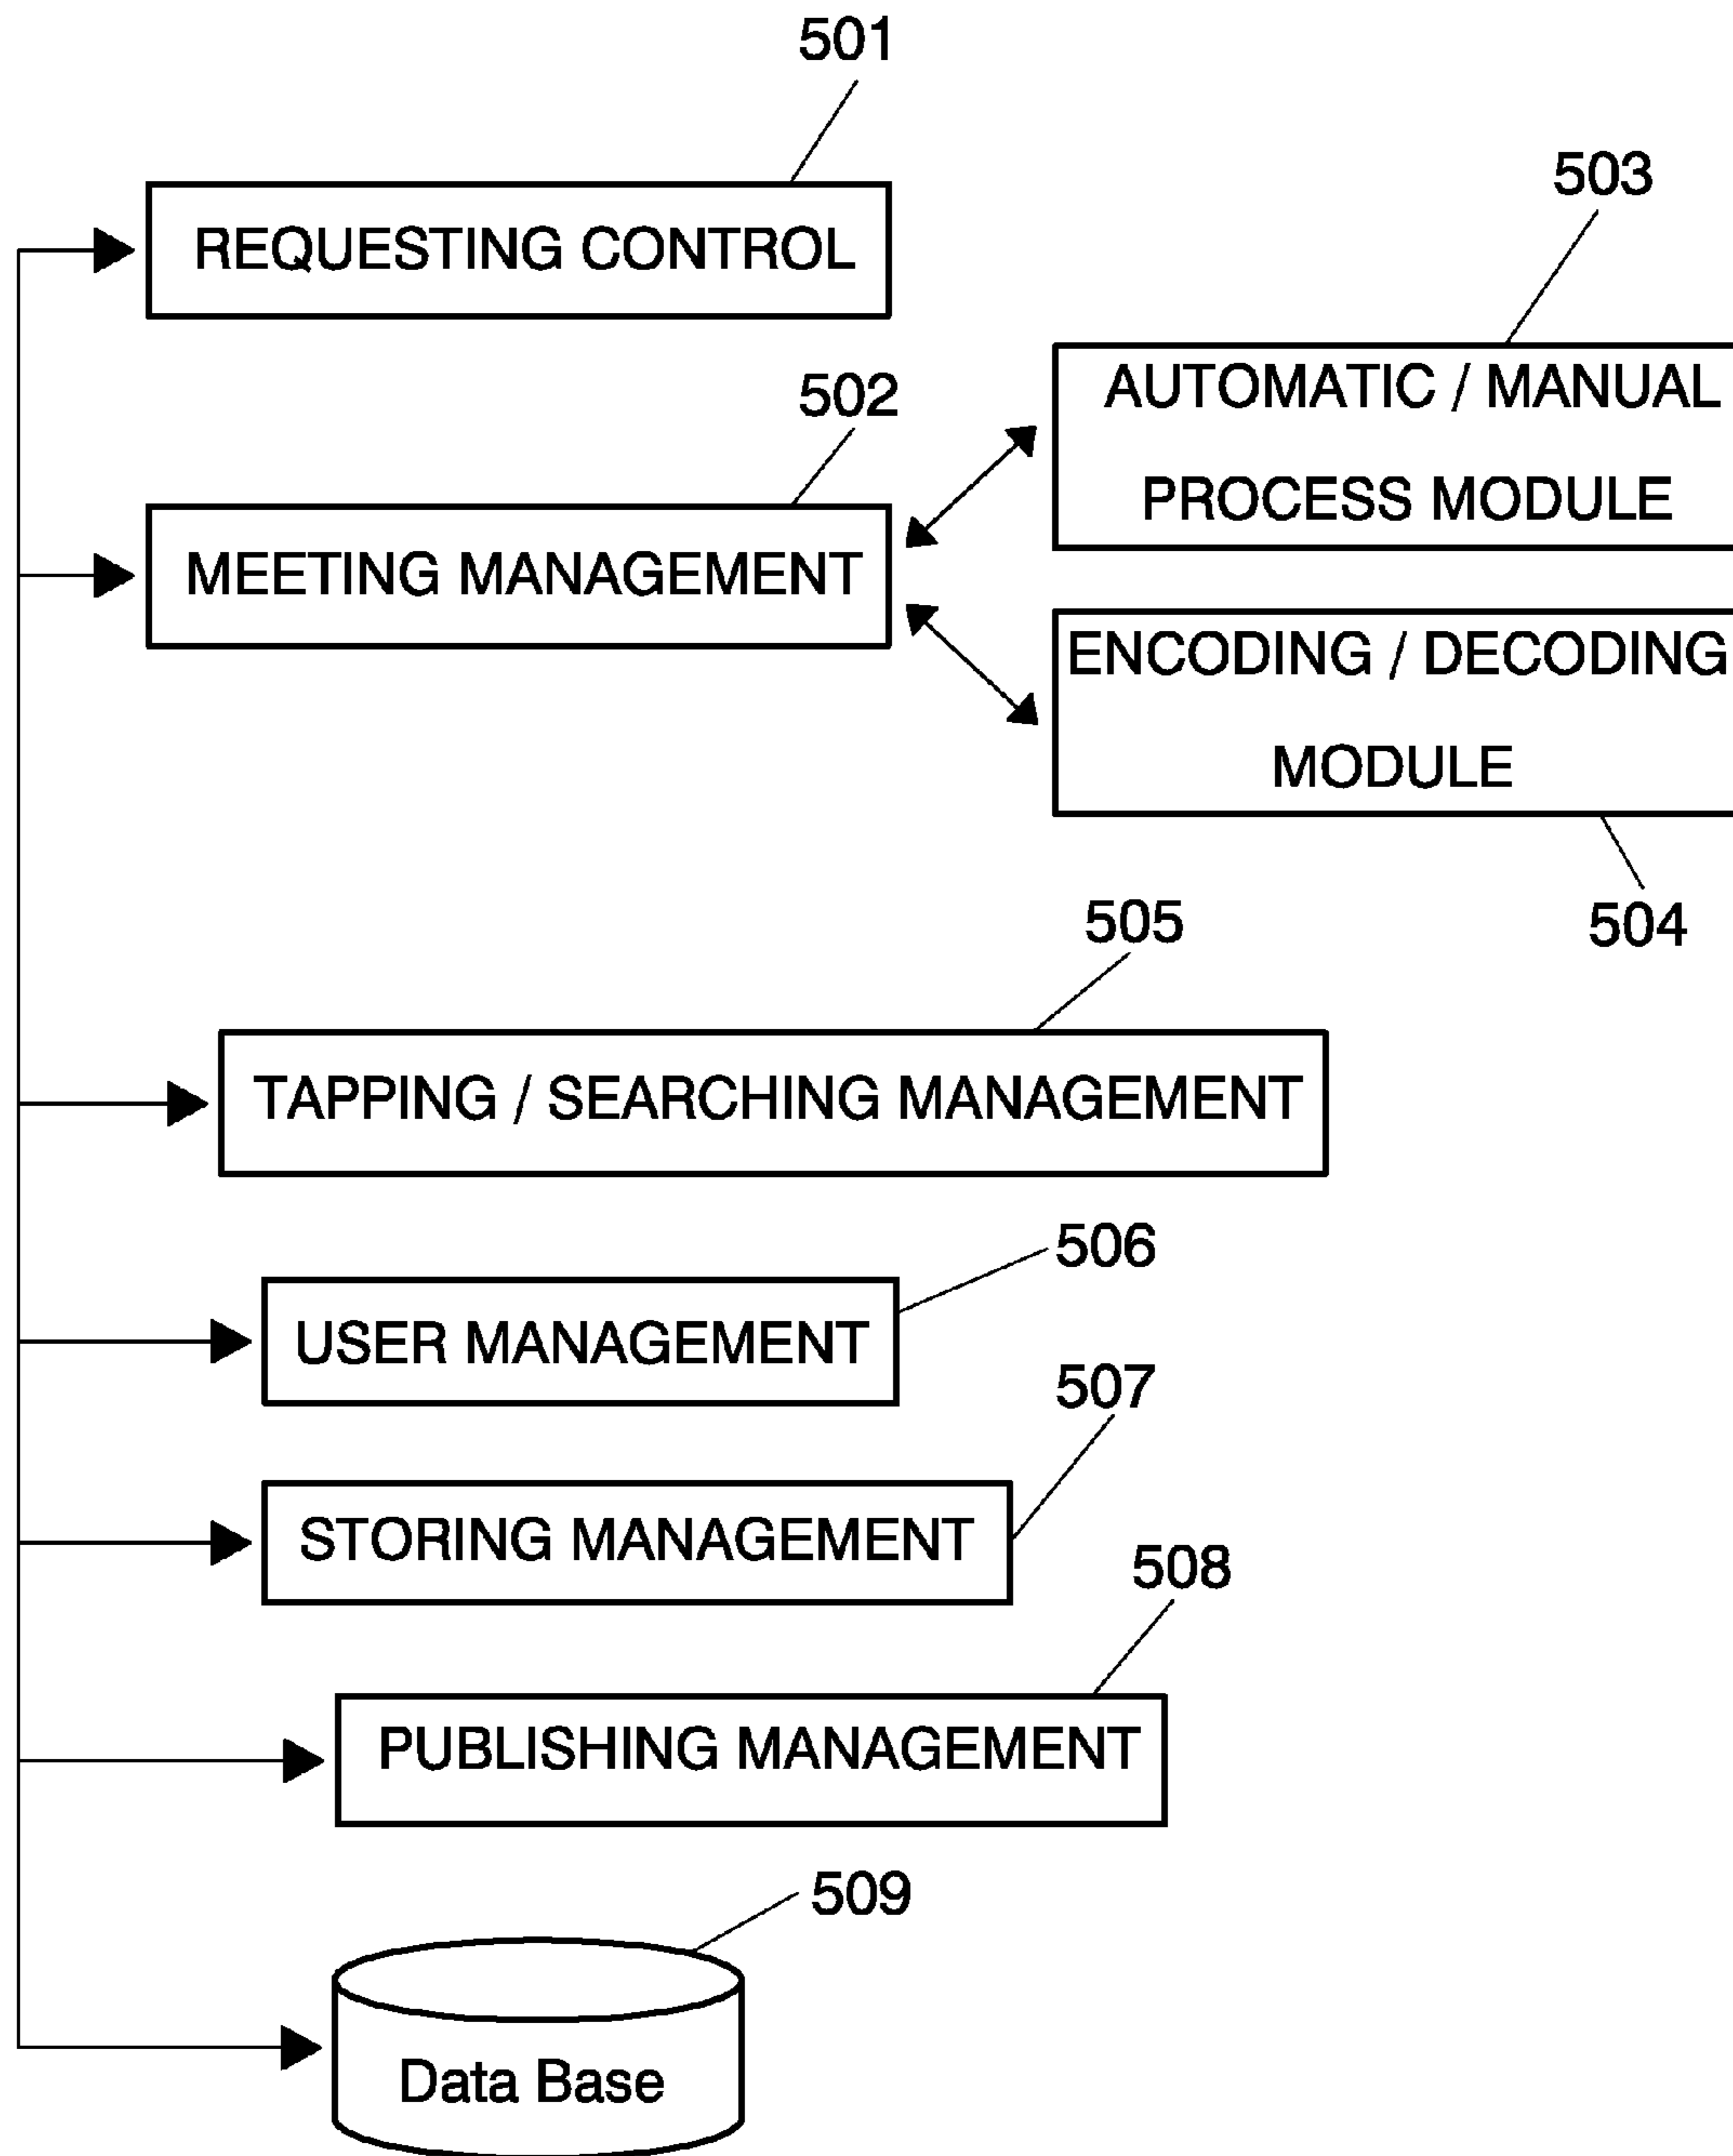 501
REQUESTING CONTROL
503
AUTOMATIC / MANUAL
PROCESS MODULE
502
MEETING MANAGEMENT
ENCODING / DECODING
MODULE
504
505
TAPPING / SEARCHING MANAGEMENT
506
USER MANAGEMENT
507
STORING MANAGEMENT
508
PUBLISHING MANAGEMENT
509
Data Base